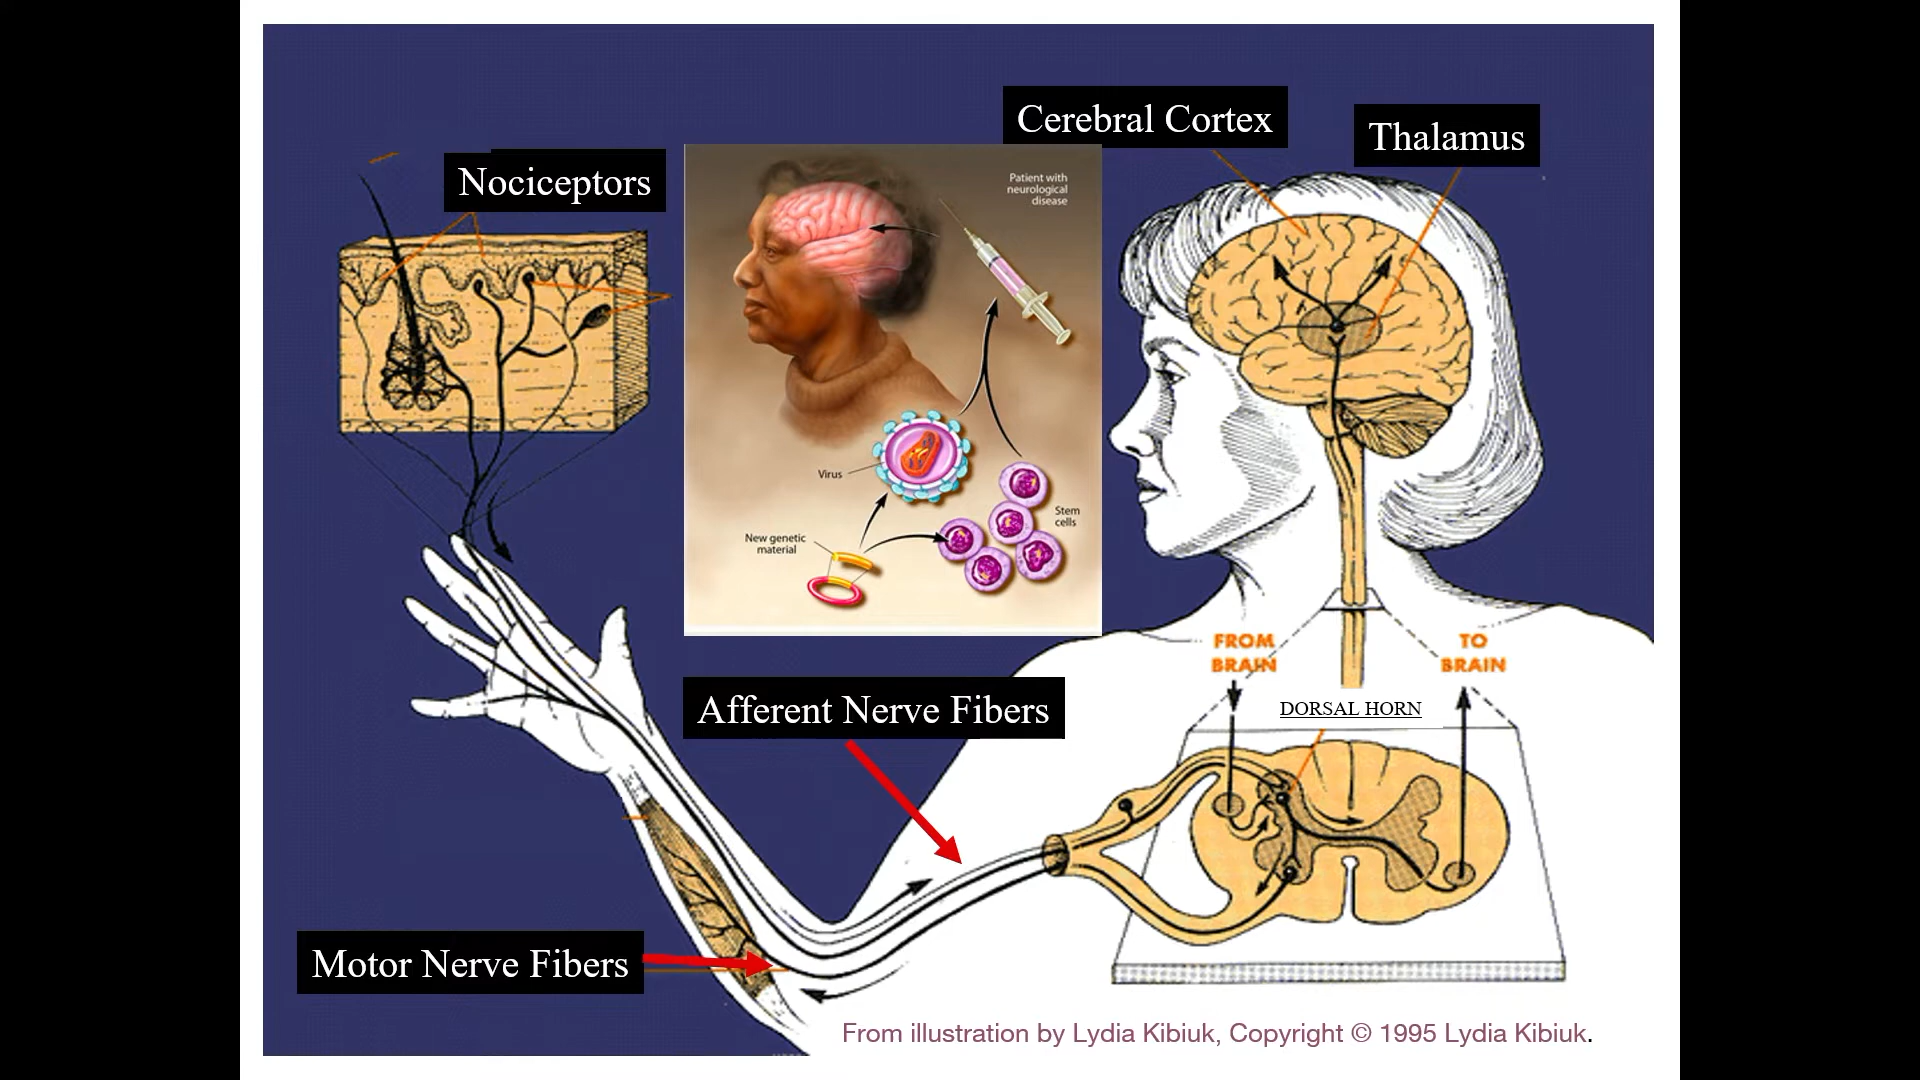 Cerebral Cortex
Thalamus
Nociceptors
Patient with
neurological
disease
Virus
Stem
cells
New genetic
material
FROM
BRAIN
TO
BRAIN
Afferent Nerve Fibers
DORSAL HORN
Motor Nerve Fibers
From illustration by Lydia Kibiuk, Copyright © 1995 Lydia Kibiuk.